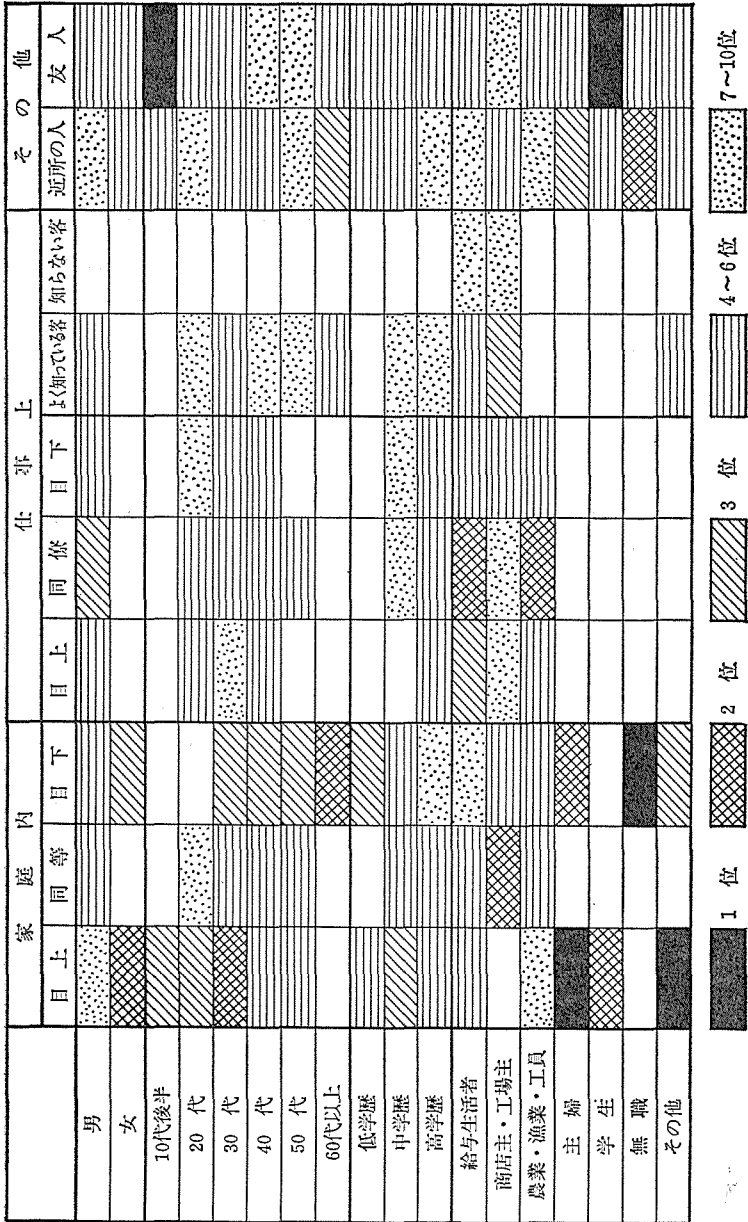 家庭内
仕事上
その他
目上
同等
目下
目上
同僚
目下
よく知っている客
知らない客
近所の人
友人
男
女
10代後半
20代
30代
40代
50代
60代以上
低学歴
中学歴
高学歴
給与生活者
商店主・工場主
農業・漁業・工員
主婦
学生
無職
その他
1位
2位
3位
4～6位
7～10位